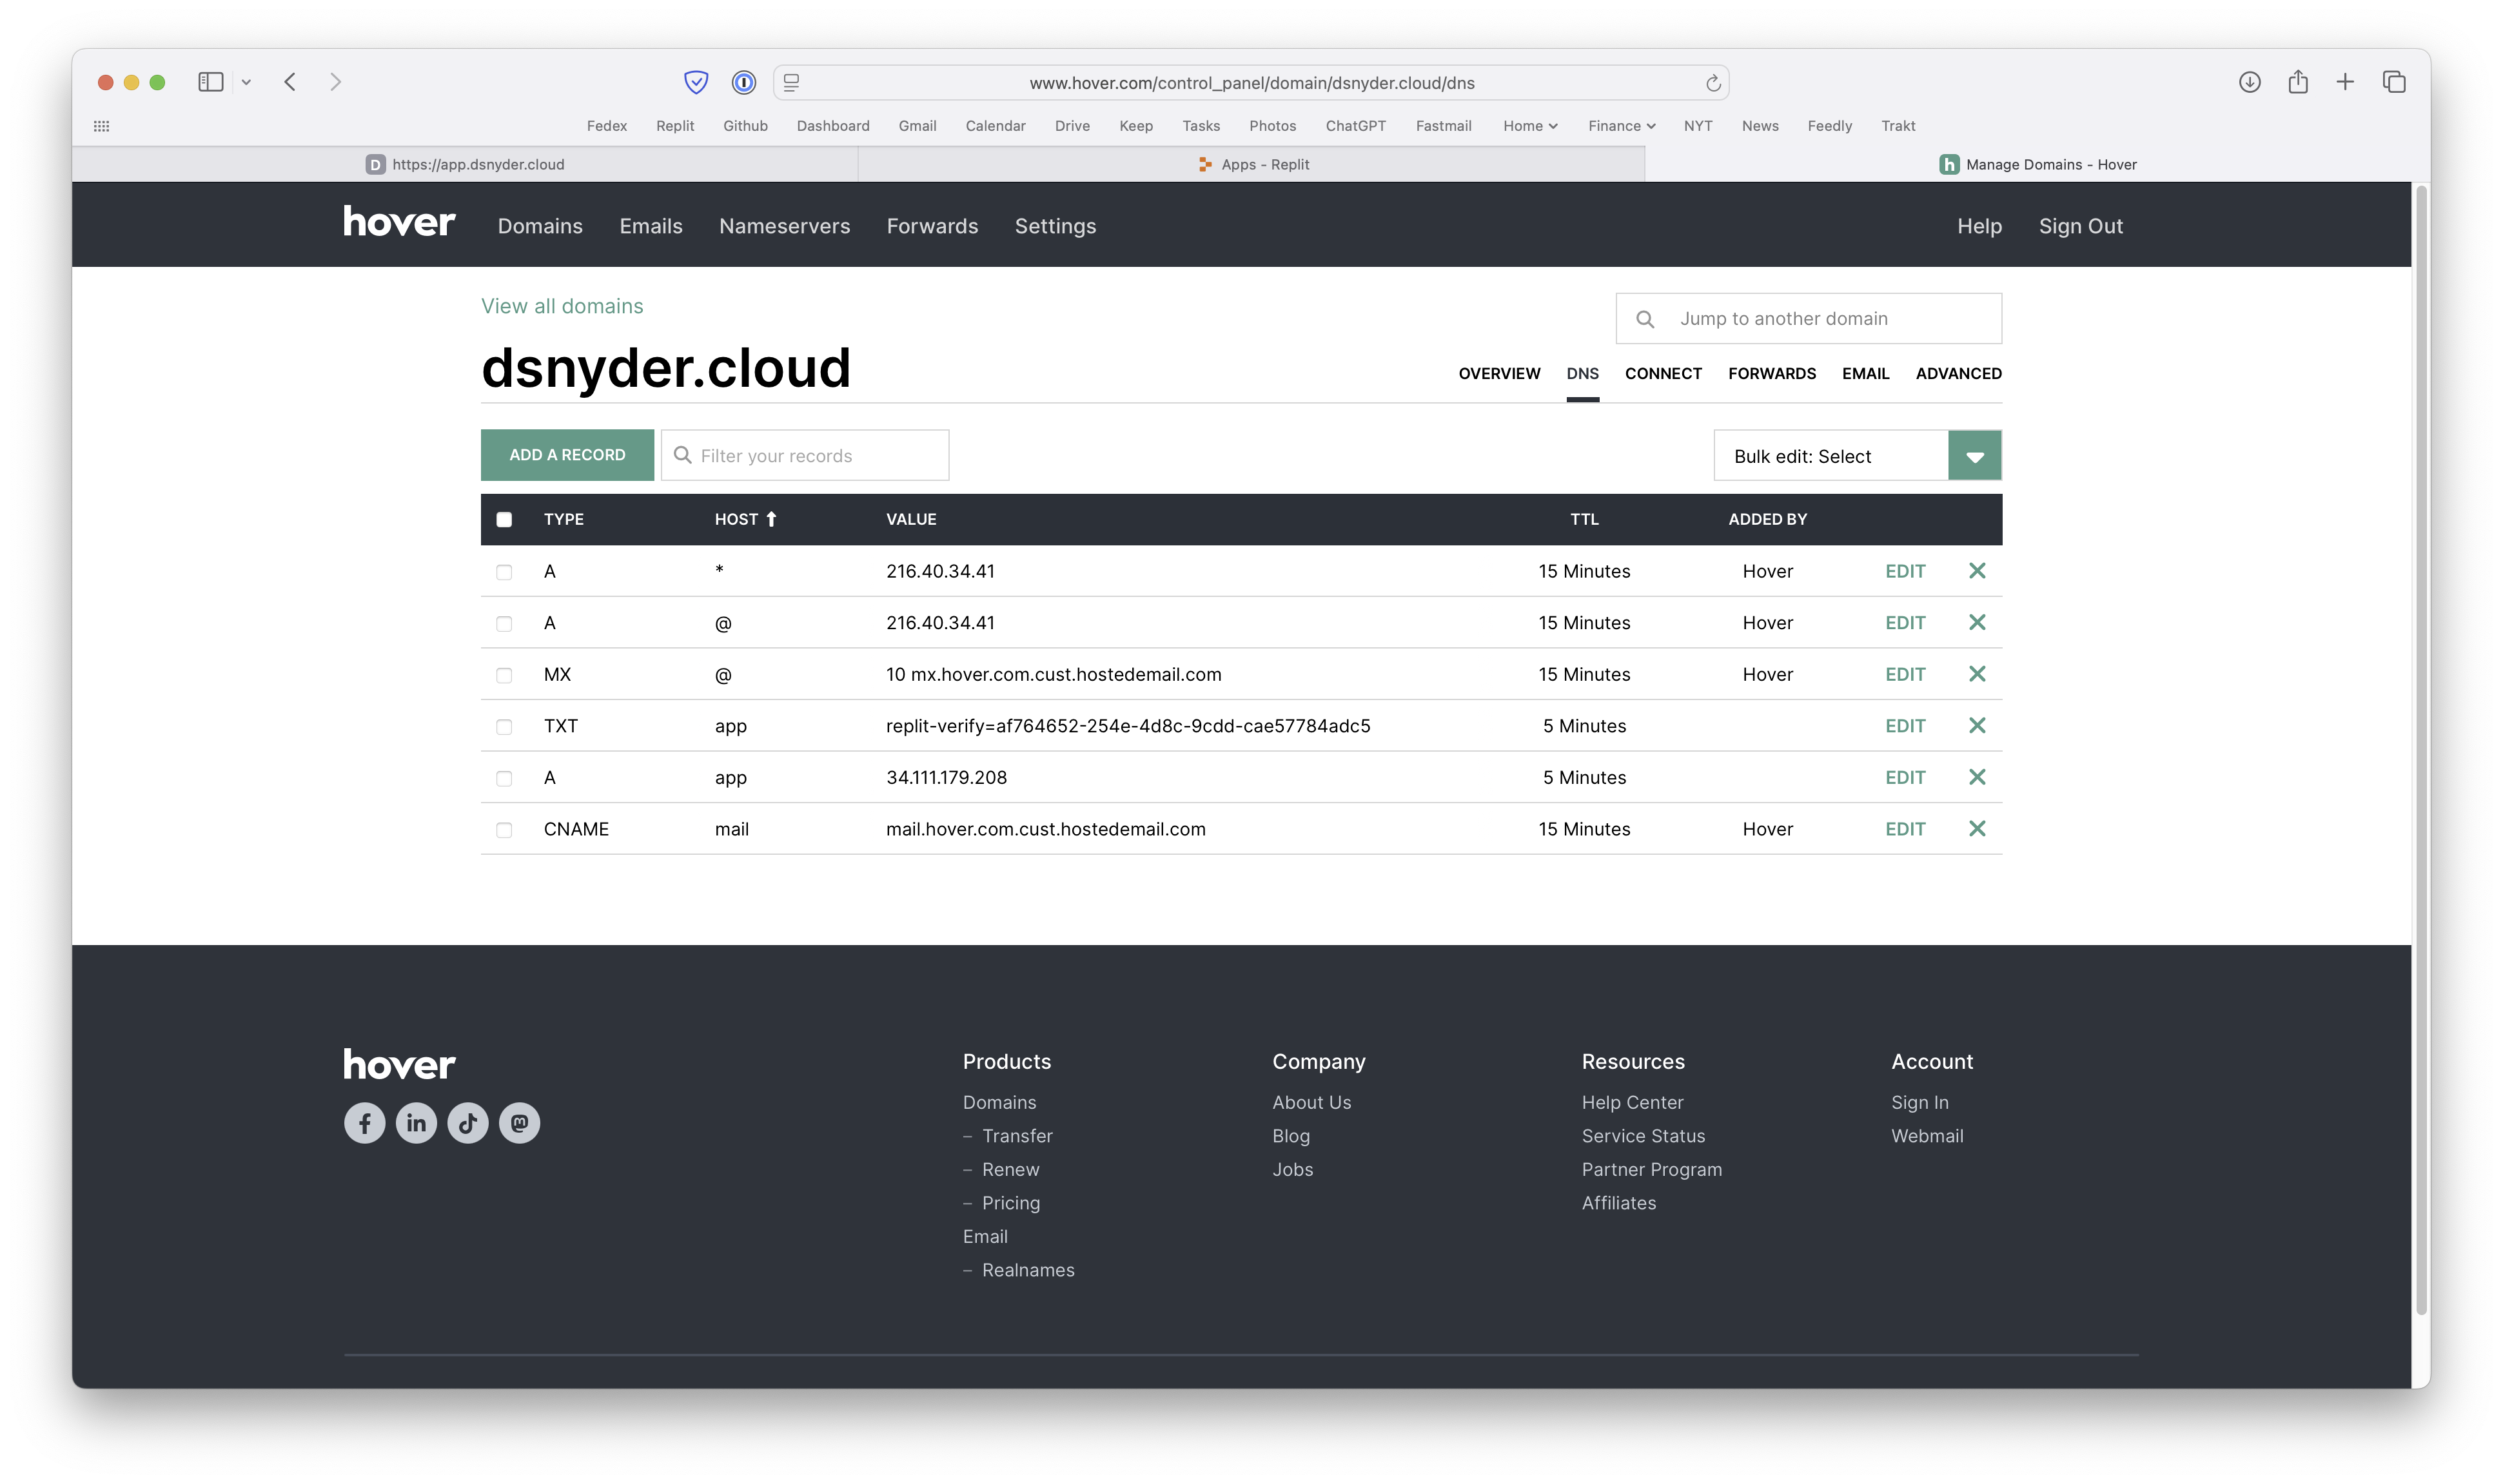 www.hover.com/control_panel/domain/dsnyder.cloud/dns
Fedex Replit Github Dashboard Gmail Calendar Drive Keep Tasks Photos ChatGPT Fastmail Home Finance NYT News Feedly Trakt
D https://app.dsnyder.cloud Apps - Replit h Manage Domains - Hover
hover Domains Emails Nameservers Forwards Settings Help Sign Out
View all domains
Jump to another domain
dsnyder.cloud
OVERVIEW DNS CONNECT FORWARDS EMAIL ADVANCED
ADD A RECORD Filter your records Bulk edit: Select
TYPE HOST VALUE TTL ADDED BY
A * 216.40.34.41 15 Minutes Hover EDIT
A @ 216.40.34.41 15 Minutes Hover EDIT
MX @ 10 mx.hover.com.cust.hostedemail.com 15 Minutes Hover EDIT
TXT app replit-verify=af764652-254e-4d8c-9cdd-cae57784adc5 5 Minutes EDIT
A app 34.111.179.208 5 Minutes EDIT
CNAME mail mail.hover.com.cust.hostedemail.com 15 Minutes Hover EDIT
hover
Products
Domains
– Transfer
– Renew
– Pricing
Email
– Realnames
Company
About Us
Blog
Jobs
Resources
Help Center
Service Status
Partner Program
Affiliates
Account
Sign In
Webmail